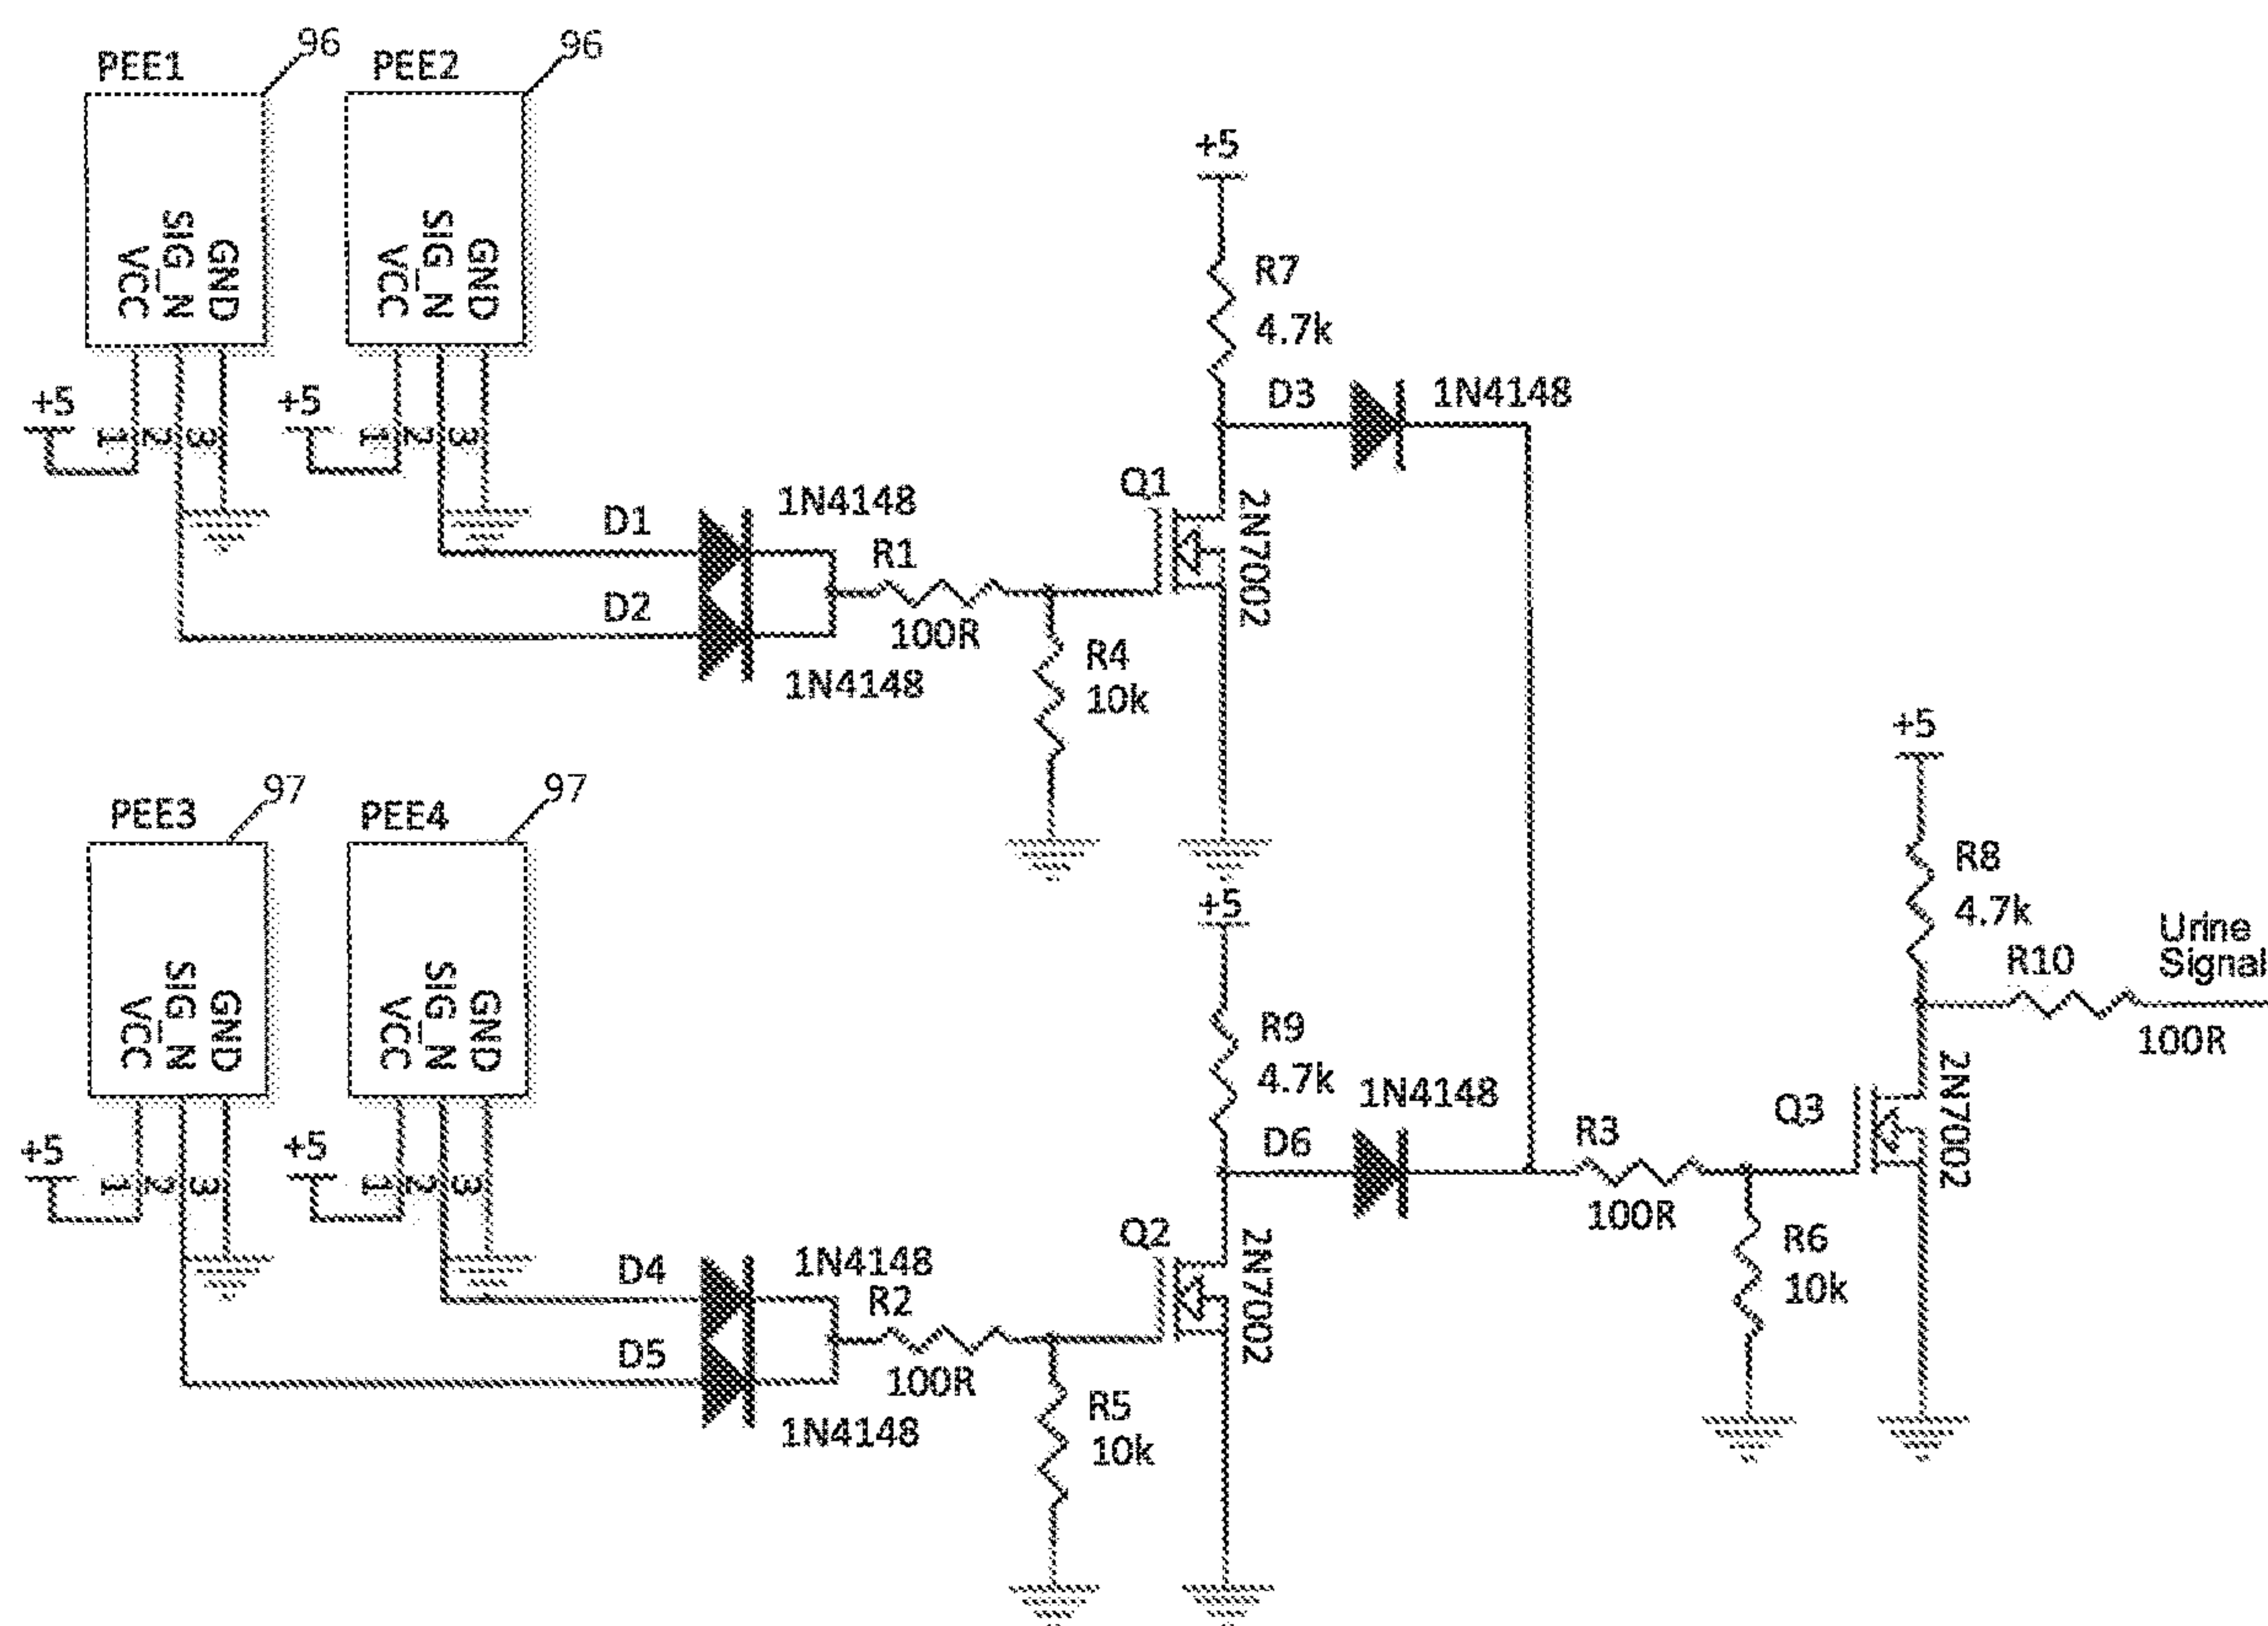 96
96
PEE1
PEE2
VCC
SIG_N
GND
VCC
SIG_N
GND
+5
1
2
3
+5
1
2
3
+5
R7
4.7k
D3
1N4148
Q1
2N7002
D1
1N4148
R1
100R
D2
1N4148
R4
10k
97
97
PEE3
PEE4
VCC
SIG_N
GND
VCC
SIG_N
GND
+5
1
2
3
+5
1
2
3
+5
R9
4.7k
D6
1N4148
Q2
2N7002
D4
1N4148
R2
100R
D5
1N4148
R5
10k
+5
R8
4.7k
R10
100R
Urine
Signal
Q3
2N7002
R3
100R
R6
10k